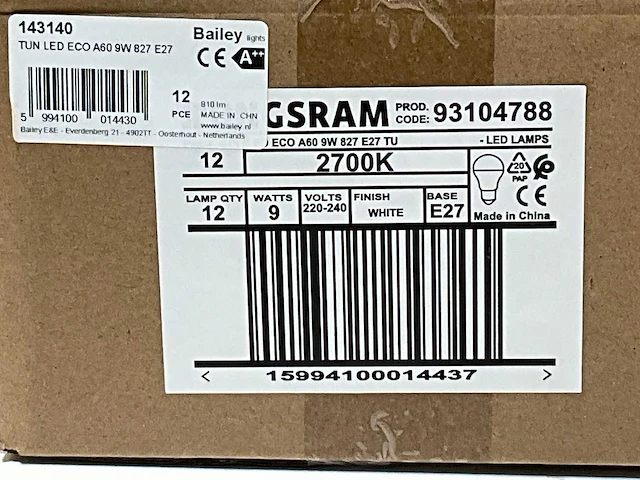 143140
TUN LED ECO A60 9W 827 E27
Bailey lights
CE A++
5 994100 014430
12
PCE
810 lm
MADE IN CHN
www.bailey.nl
Bailey E&E - Everdenberg 21 - 4902TT - Oosterhout - Netherlands
GSRAM PROD. CODE: 93104788
ECO A60 9W 827 E27 TU - LED LAMPS
12 2700K
20
PAP
CE
Made in China
LAMP QTY WATTS VOLTS FINISH BASE
12 9 220-240 WHITE E27
< 15994100014437 >